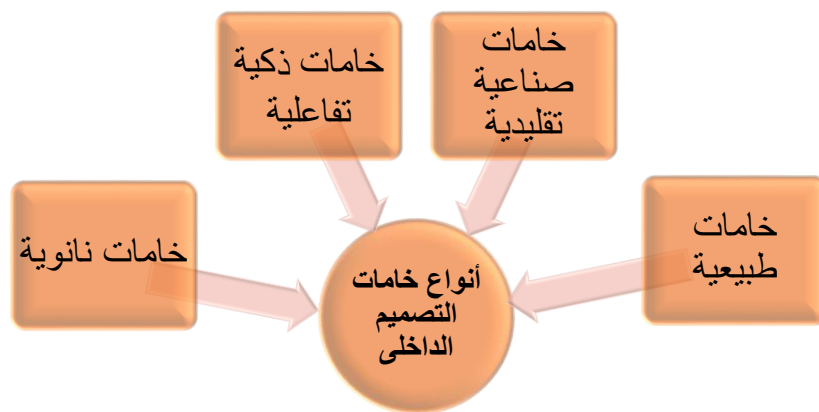 خامات
صناعية
تقليدية
خامات ذكية
تفاعلية
خامات
طبيعية
خامات نانوية
أنواع خامات
التصميم
الداخلى